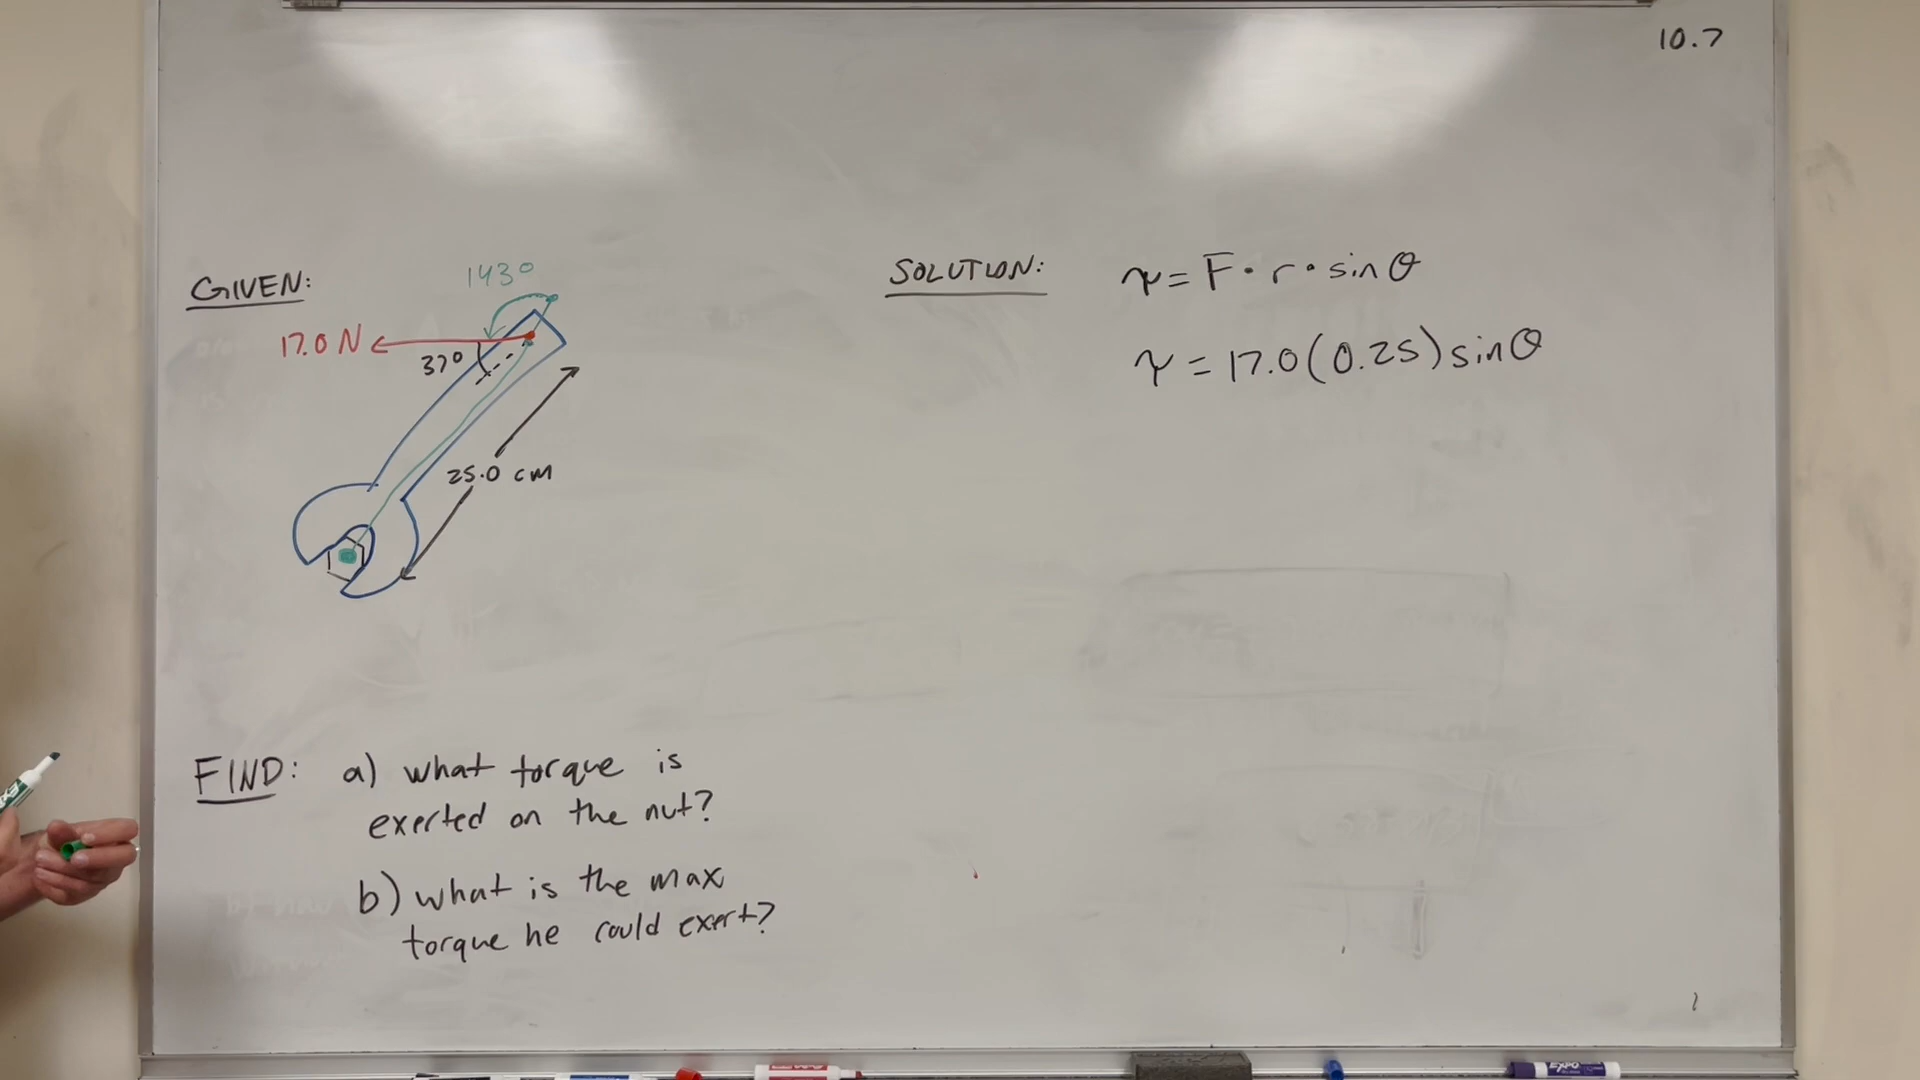 10.7
GIVEN:
143°
17.0 N
37°
25.0 cm
SOLUTION:
τ = F · r · sin θ
τ = 17.0 (0.25) sin θ
FIND: a) what torque is
exerted on the nut?
b) what is the max
torque he could exert?
EXPO